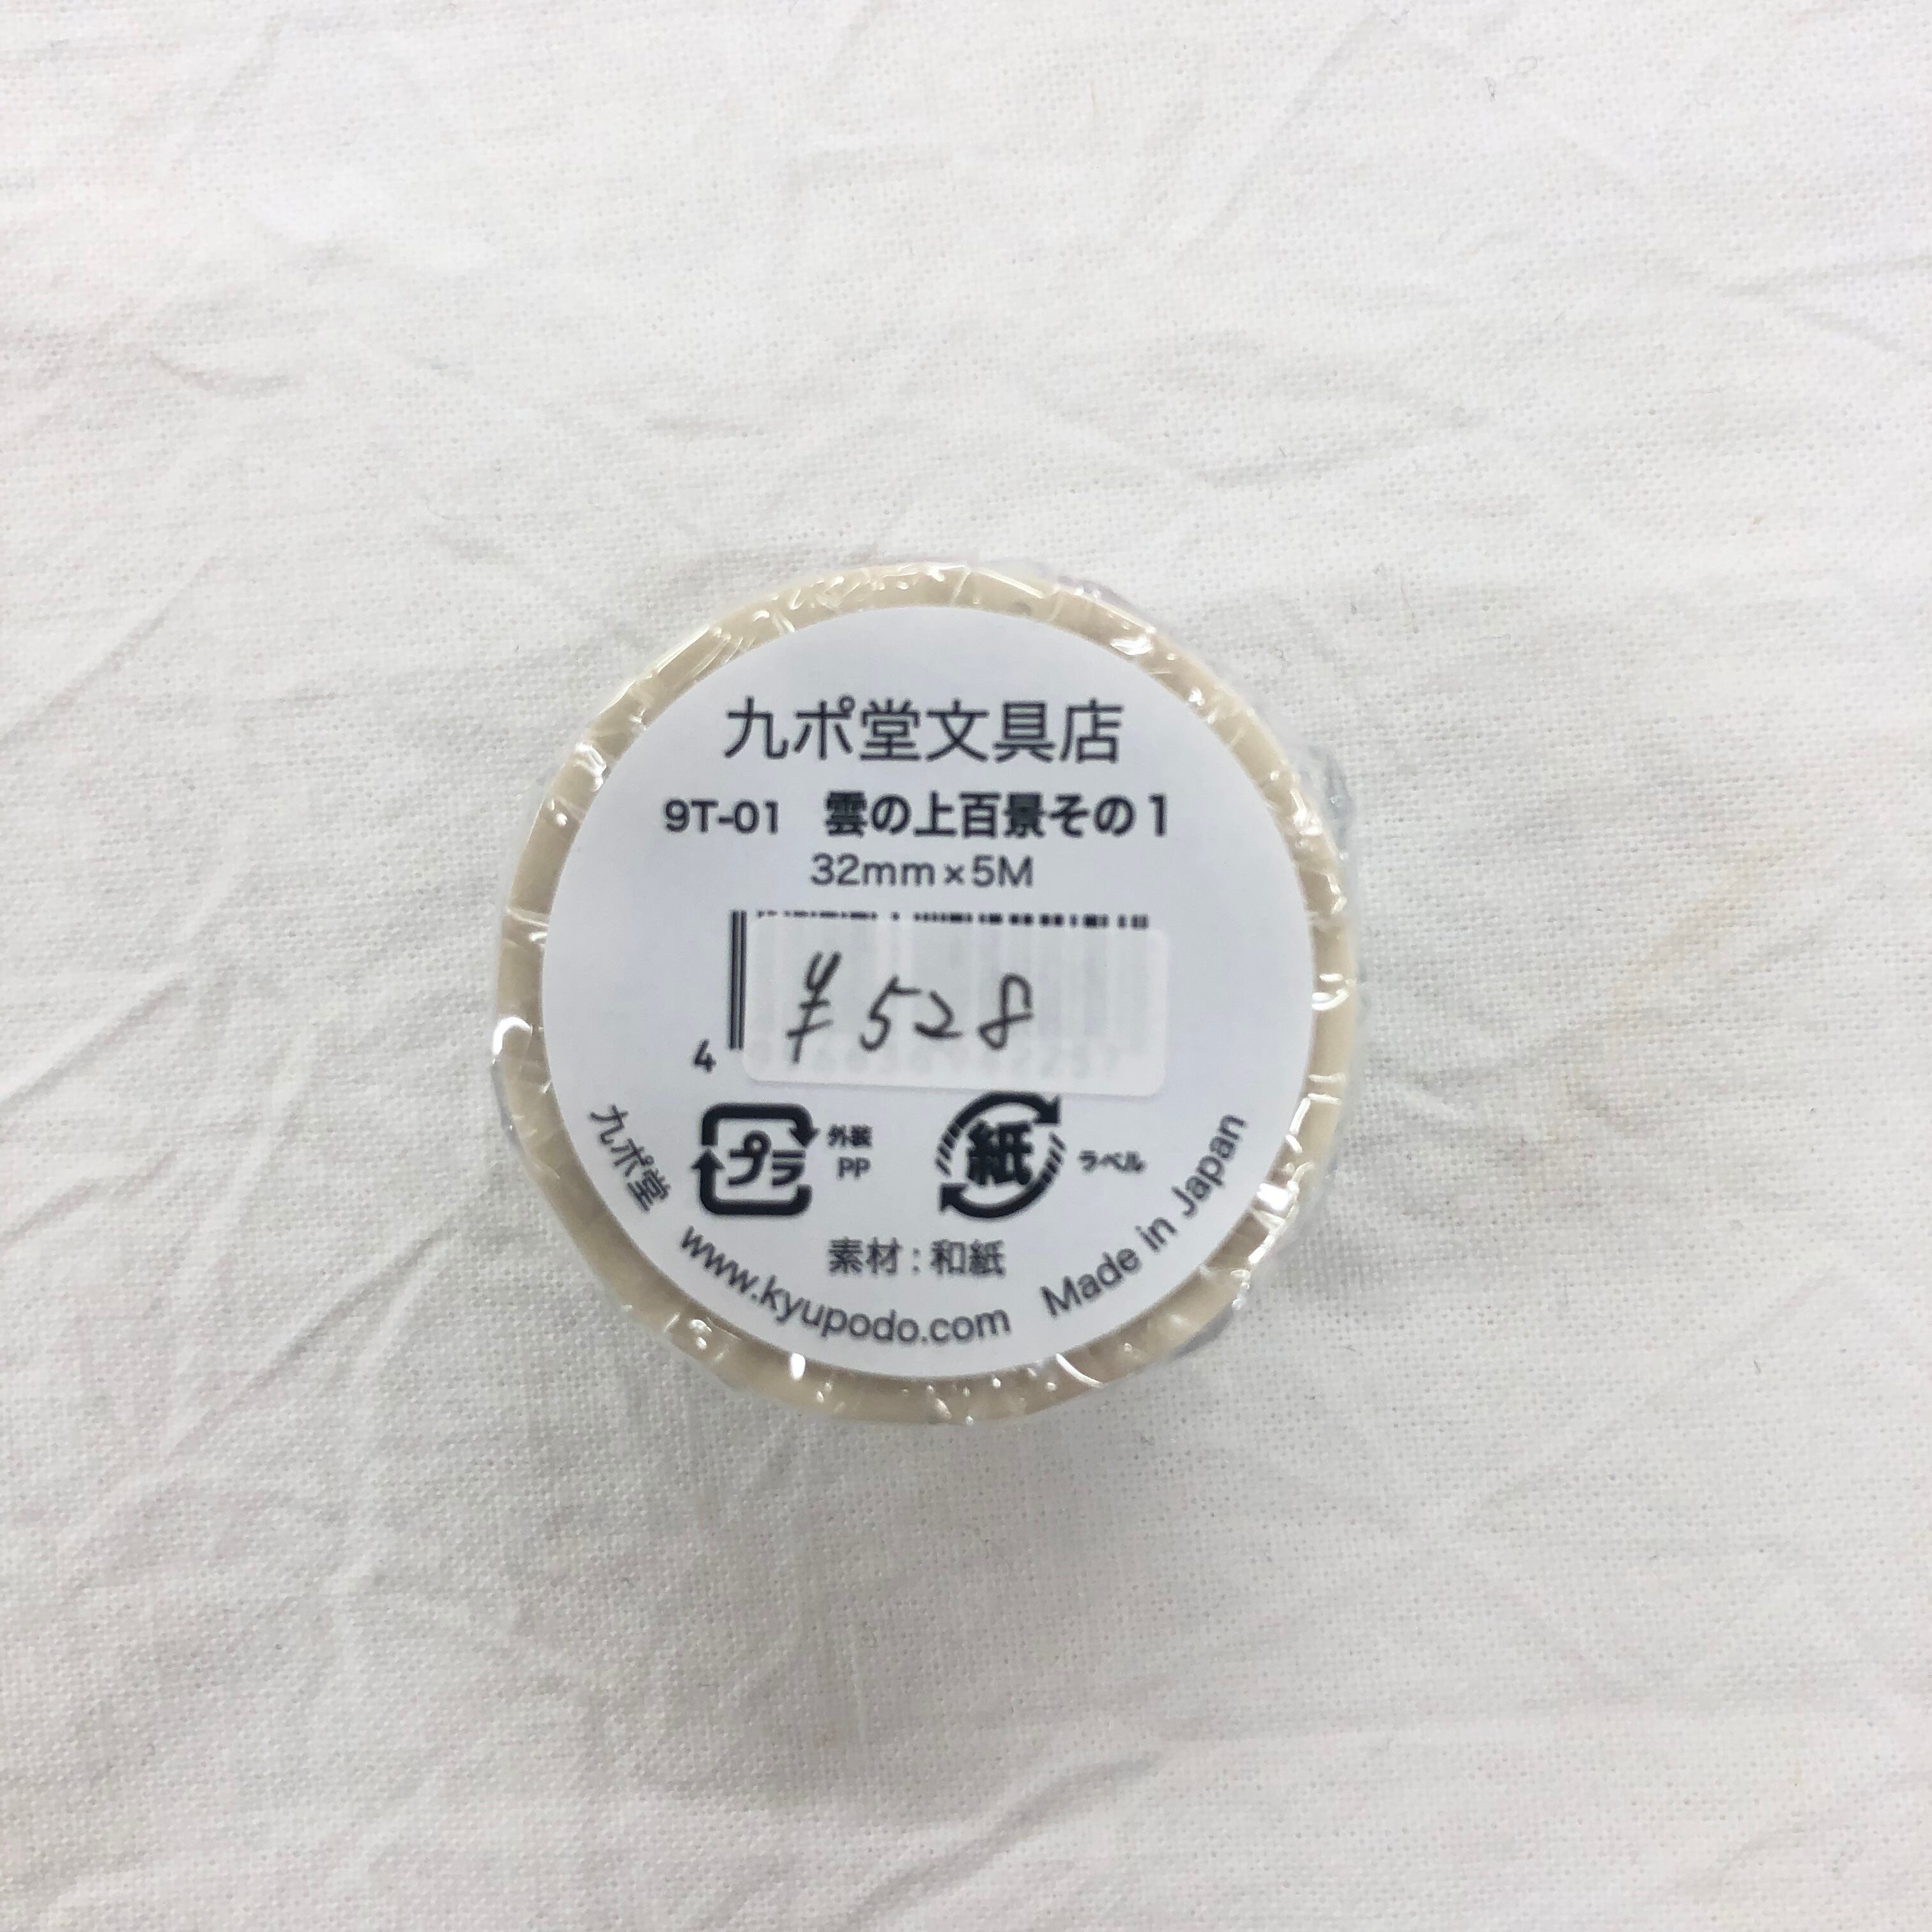 九ポ堂文具店
9T-01 雲の上百景その1
32mm×5M
¥528
4
プラ 外装 PP
紙 ラベル
素材：和紙
九ポ堂 www.kyupodo.com Made in Japan